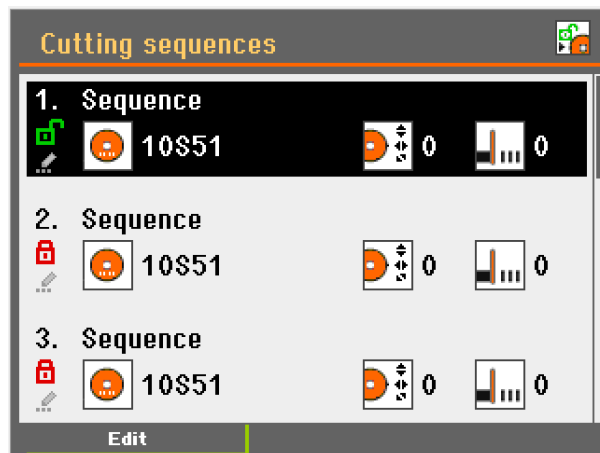 Cutting sequences
1. Sequence
10S51 0 0
2. Sequence
10S51 0 0
3. Sequence
10S51 0 0
Edit